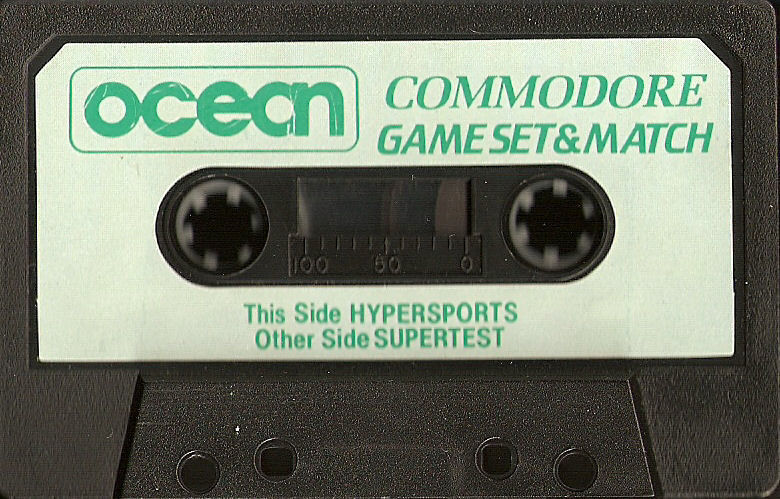 ocean
COMMODORE
GAME SET & MATCH
100 50 0
This Side HYPERSPORTS
Other Side SUPERTEST